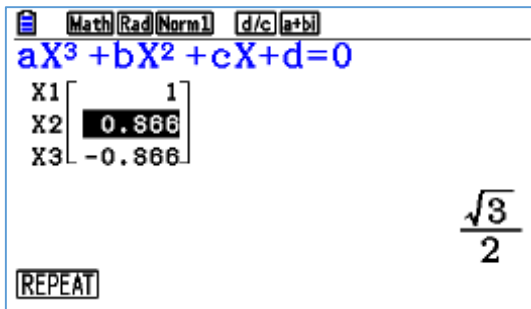 Math Rad Norm1 d/c a+bi
aX³+bX²+cX+d=0
X1 1
X2 0.866
X3 -0.866
√3/2
REPEAT